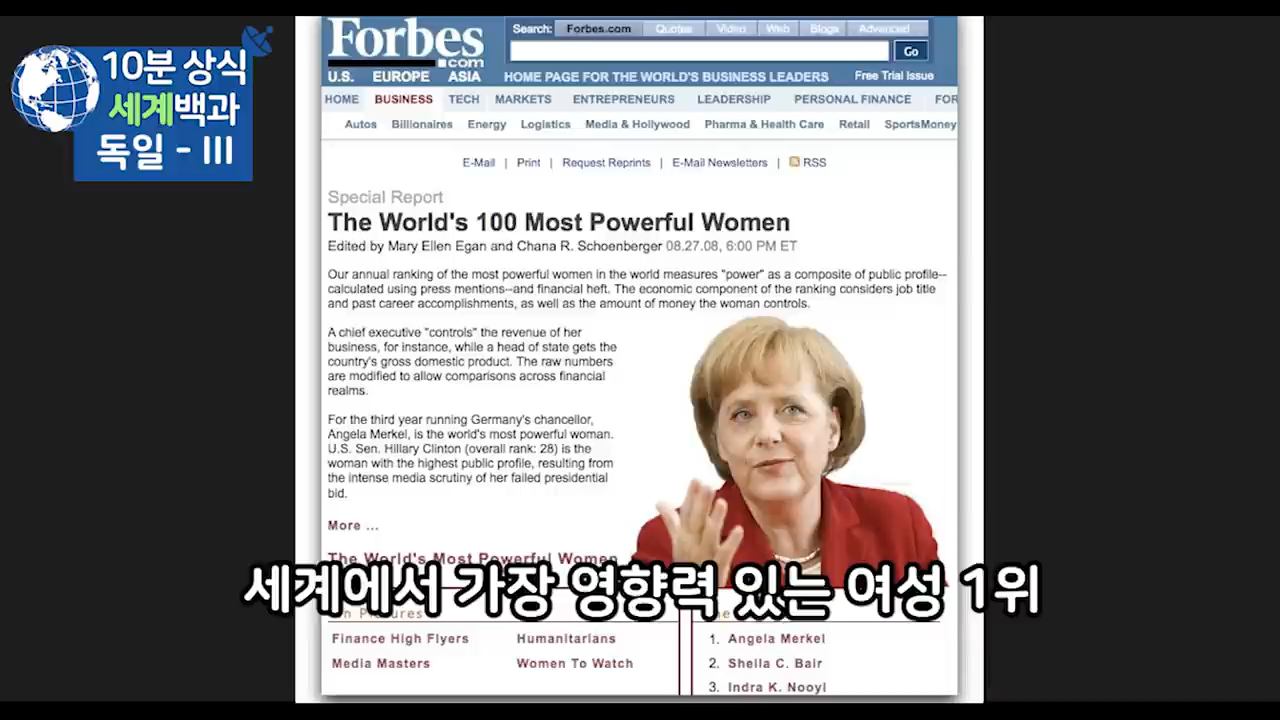 10분 상식
세계백과
독일 - III
Forbes
.com
Search: Forbes.com Quotes Video Web Blogs Advanced
Go
U.S. EUROPE ASIA HOME PAGE FOR THE WORLD'S BUSINESS LEADERS Free Trial Issue
HOME BUSINESS TECH MARKETS ENTREPRENEURS LEADERSHIP PERSONAL FINANCE FOR
Autos Billionaires Energy Logistics Media & Hollywood Pharma & Health Care Retail SportsMoney
E-Mail | Print | Request Reprints | E-Mail Newsletters | RSS
Special Report
The World's 100 Most Powerful Women
Edited by Mary Ellen Egan and Chana R. Schoenberger 08.27.08, 6:00 PM ET
Our annual ranking of the most powerful women in the world measures "power" as a composite of public profile--
calculated using press mentions--and financial heft. The economic component of the ranking considers job title
and past career accomplishments, as well as the amount of money the woman controls.
A chief executive "controls" the revenue of her
business, for instance, while a head of state gets the
country's gross domestic product. The raw numbers
are modified to allow comparisons across financial
realms.
For the third year running Germany's chancellor,
Angela Merkel, is the world's most powerful woman.
U.S. Sen. Hillary Clinton (overall rank: 28) is the
woman with the highest public profile, resulting from
the intense media scrutiny of her failed presidential
bid.
More ...
The World's Most Powerful Women
세계에서 가장 영향력 있는 여성 1위
Pictures
Finance High Flyers Humanitarians
Media Masters Women To Watch
1. Angela Merkel
2. Sheila C. Bair
3. Indra K. Nooyi